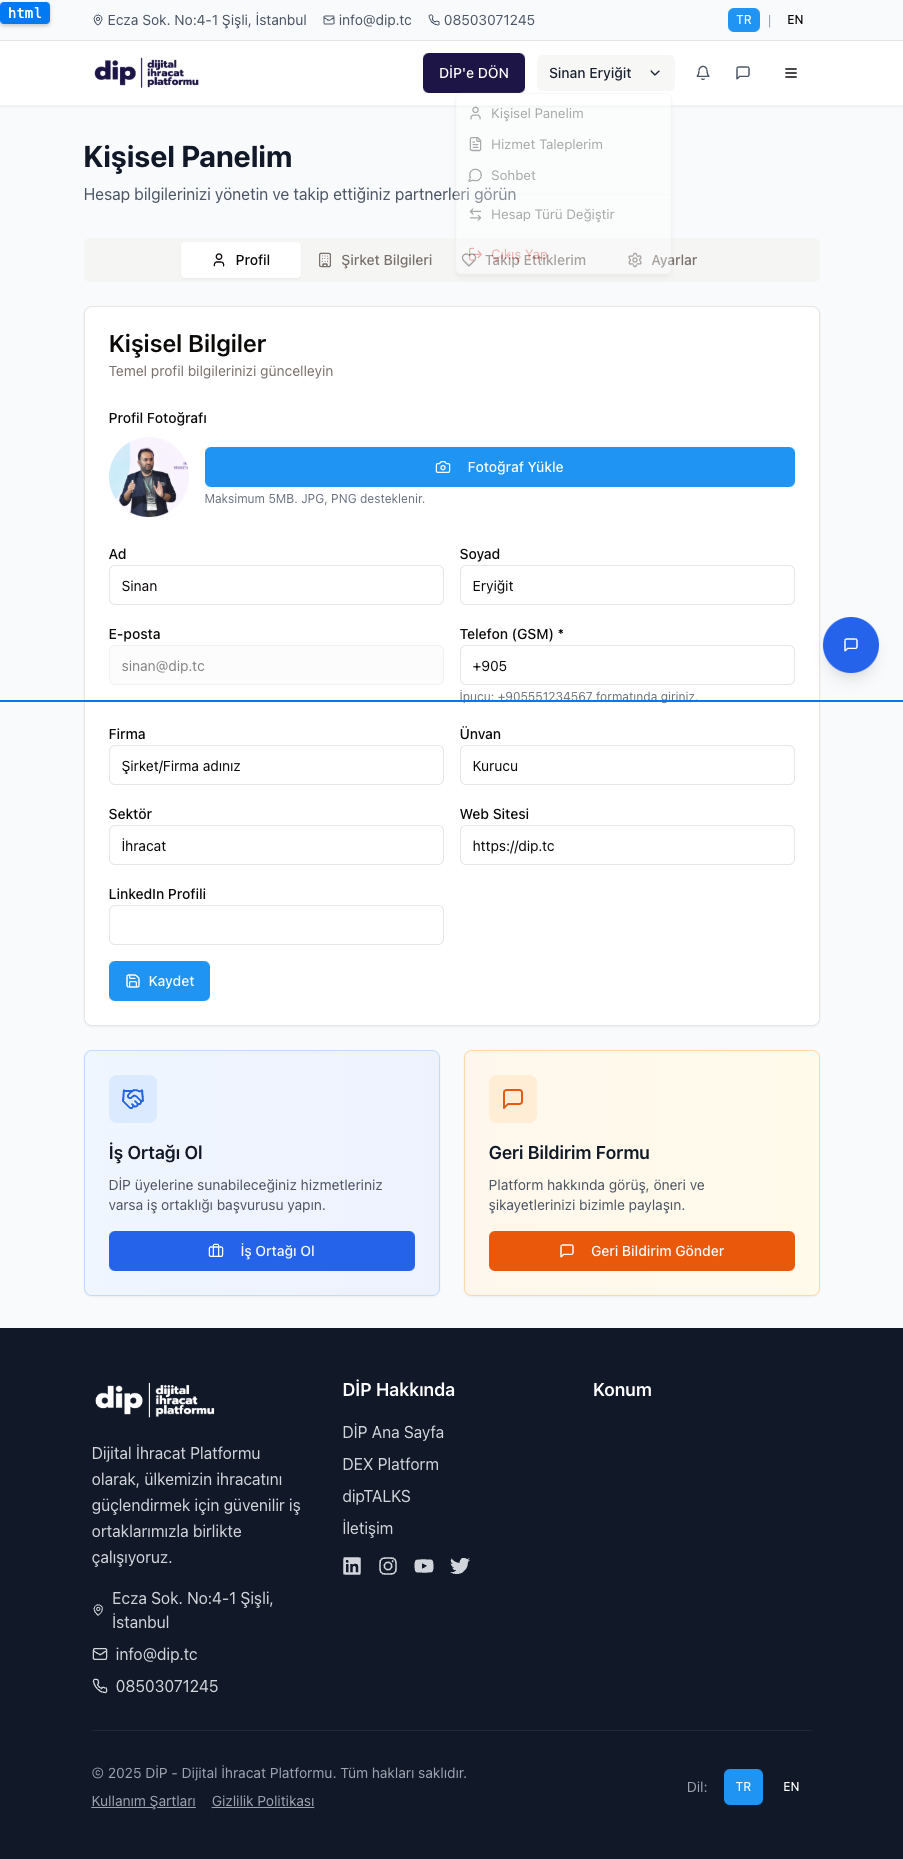 html
Ecza Sok. No:4-1 Şişli, İstanbul
info@dip.tc
08503071245
TR | EN
dip dijital ihracat platformu
DİP'e DÖN
Sinan Eryiğit
Kişisel Panelim
Hizmet Taleplerim
Sohbet
Hesap Türü Değiştir
Çıkış Yap
Kişisel Panelim
Hesap bilgilerinizi yönetin ve takip ettiğiniz partnerleri görün
Profil
Şirket Bilgileri
Takip Ettiklerim
Ayarlar
Kişisel Bilgiler
Temel profil bilgilerinizi güncelleyin
Profil Fotoğrafı
Fotoğraf Yükle
Maksimum 5MB. JPG, PNG desteklenir.
Ad
Soyad
Sinan
Eryiğit
E-posta
Telefon (GSM) *
sinan@dip.tc
+905
İpucu: +905551234567 formatında giriniz.
Firma
Ünvan
Şirket/Firma adınız
Kurucu
Sektör
Web Sitesi
İhracat
https://dip.tc
LinkedIn Profili
Kaydet
İş Ortağı Ol
DİP üyelerine sunabileceğiniz hizmetleriniz
varsa iş ortaklığı başvurusu yapın.
İş Ortağı Ol
Geri Bildirim Formu
Platform hakkında görüş, öneri ve
şikayetlerinizi bizimle paylaşın.
Geri Bildirim Gönder
dip dijital ihracat platformu
Dijital İhracat Platformu
olarak, ülkemizin ihracatını
güçlendirmek için güvenilir iş
ortaklarımızla birlikte
çalışıyoruz.
Ecza Sok. No:4-1 Şişli,
İstanbul
info@dip.tc
08503071245
DİP Hakkında
DİP Ana Sayfa
DEX Platform
dipTALKS
İletişim
Konum
© 2025 DİP - Dijital İhracat Platformu. Tüm hakları saklıdır.
Kullanım Şartları
Gizlilik Politikası
Dil:
TR
EN